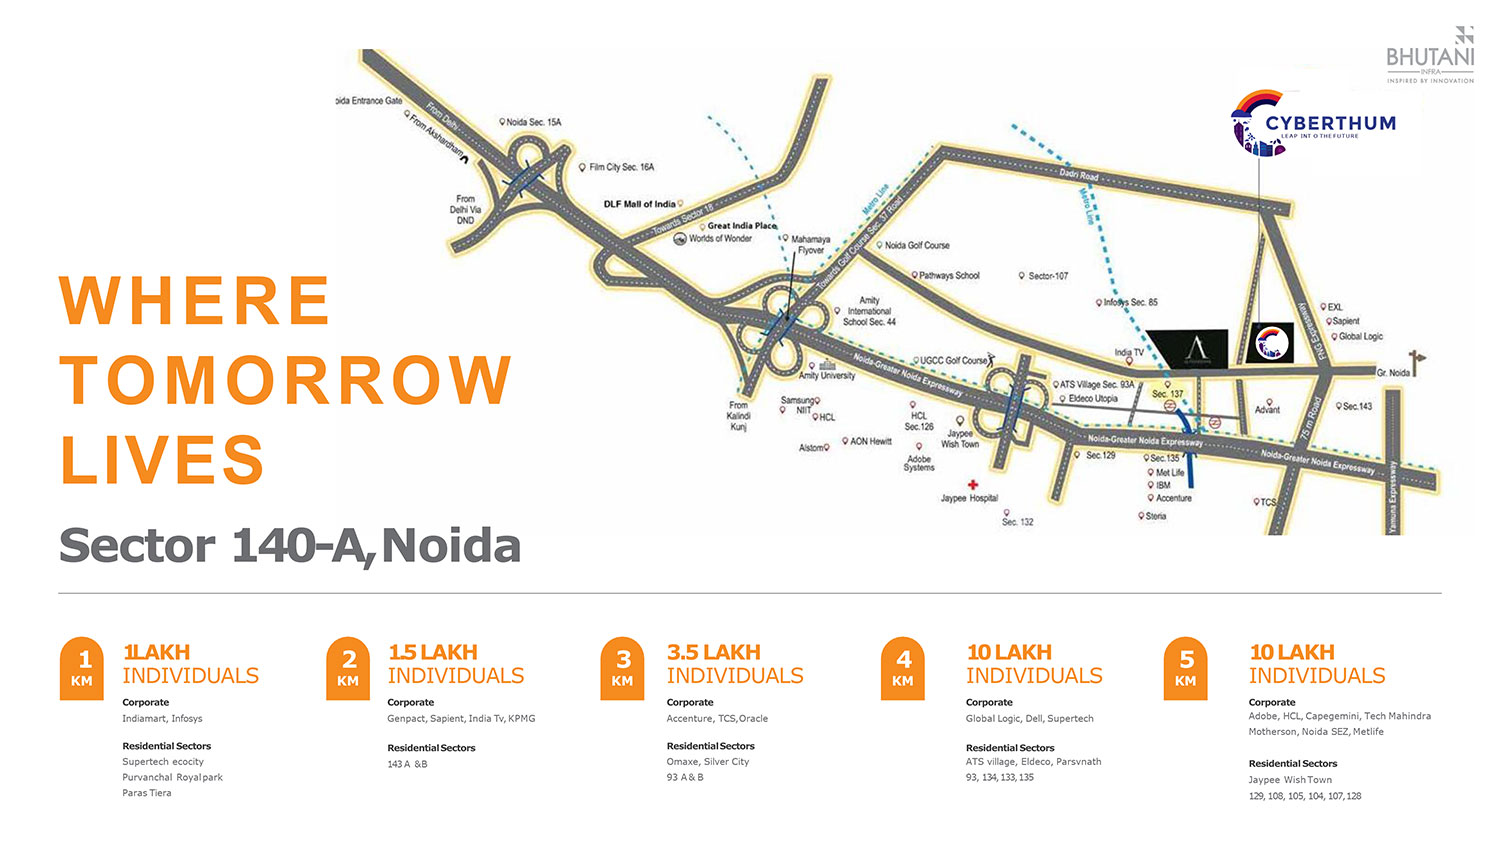 BHUTANI
INFRA
INSPIRED BY INNOVATION
CYBERTHUM
LEAP INTO THE FUTURE
oida Entrance Gate
From Delhi
From Akshardham
Noida Sec. 15A
Film City Sec. 16A
From
Delhi Via
DND
DLF Mall of India
Towards Sector 18
Great India Place
Worlds of Wonder
Mahamaya
Flyover
Metro Line
Towards Golf Course Sec. 37 Road
Dadri Road
Metro Line
Noida Golf Course
Pathways School
Sector-107
Infosys Sec. 85
Amity
International
School Sec. 44
FNG Expressway
EXL
Sapient
Global Logic
India TV
Gr. Noida
UGCC Golf Course
Noida-Greater Noida Expressway
Amity University
ATS Village Sec. 93A
Eldeco Utopia
Sec. 137
Advant
75 m Road
Sec.143
From
Kalindi
Kunj
Samsung
NIIT
HCL
HCL
Sec.126
Jaypee
Wish Town
Alstom
AON Hewitt
Adobe
Systems
Noida-Greater Noida Expressway
Noida-Greater Noida Expressway
Sec.129
Sec.135
Met Life
IBM
Accenture
Steria
TCS
Yamuna Expressway
Jaypee Hospital
Sec. 132
WHERE
TOMORROW
LIVES
Sector 140-A, Noida
1
KM
1LAKH
INDIVIDUALS
Corporate
Indiamart, Infosys
Residential Sectors
Supertech ecocity
Purvanchal Royal park
Paras Tiera
2
KM
1.5 LAKH
INDIVIDUALS
Corporate
Genpact, Sapient, India Tv, KPMG
Residential Sectors
143 A &B
3
KM
3.5 LAKH
INDIVIDUALS
Corporate
Accenture, TCS,Oracle
Residential Sectors
Omaxe, Silver City
93 A & B
4
KM
10 LAKH
INDIVIDUALS
Corporate
Global Logic, Dell, Supertech
Residential Sectors
ATS village, Eldeco, Parsvnath
93, 134, 133, 135
5
KM
10 LAKH
INDIVIDUALS
Corporate
Adobe, HCL, Capegemini, Tech Mahindra
Motherson, Noida SEZ, Metlife
Residential Sectors
Jaypee Wish Town
129, 108, 105, 104, 107, 128